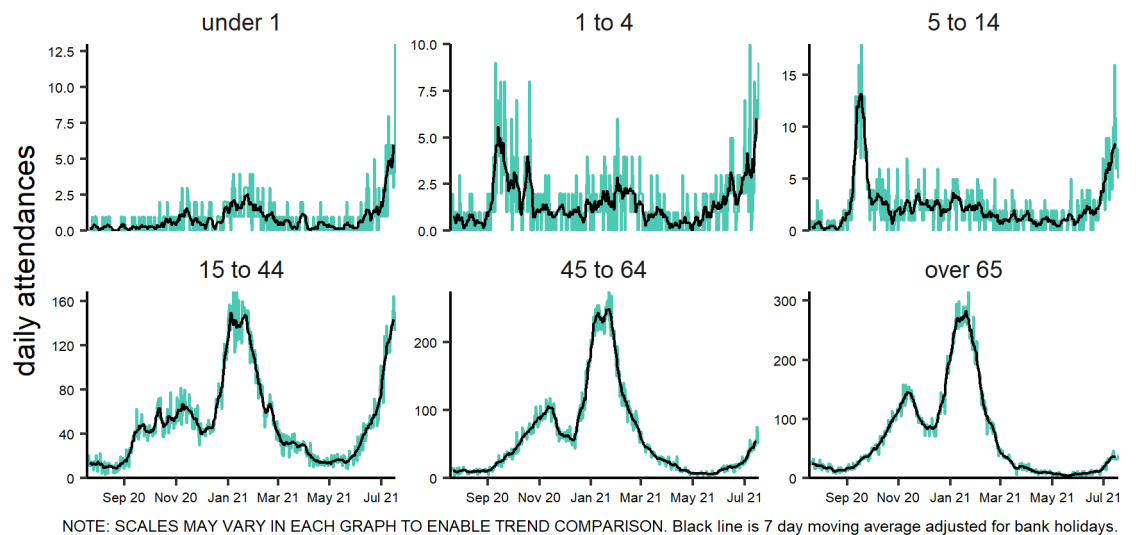 under 1
1 to 4
5 to 14
12.5
10.0
7.5
5.0
2.5
0.0
10.0
7.5
5.0
2.5
0.0
15
10
5
0
daily attendances
15 to 44
45 to 64
over 65
160
120
80
40
0
200
100
0
300
200
100
0
Sep 20 Nov 20 Jan 21 Mar 21 May 21 Jul 21
Sep 20 Nov 20 Jan 21 Mar 21 May 21 Jul 21
Sep 20 Nov 20 Jan 21 Mar 21 May 21 Jul 21
NOTE: SCALES MAY VARY IN EACH GRAPH TO ENABLE TREND COMPARISON. Black line is 7 day moving average adjusted for bank holidays.